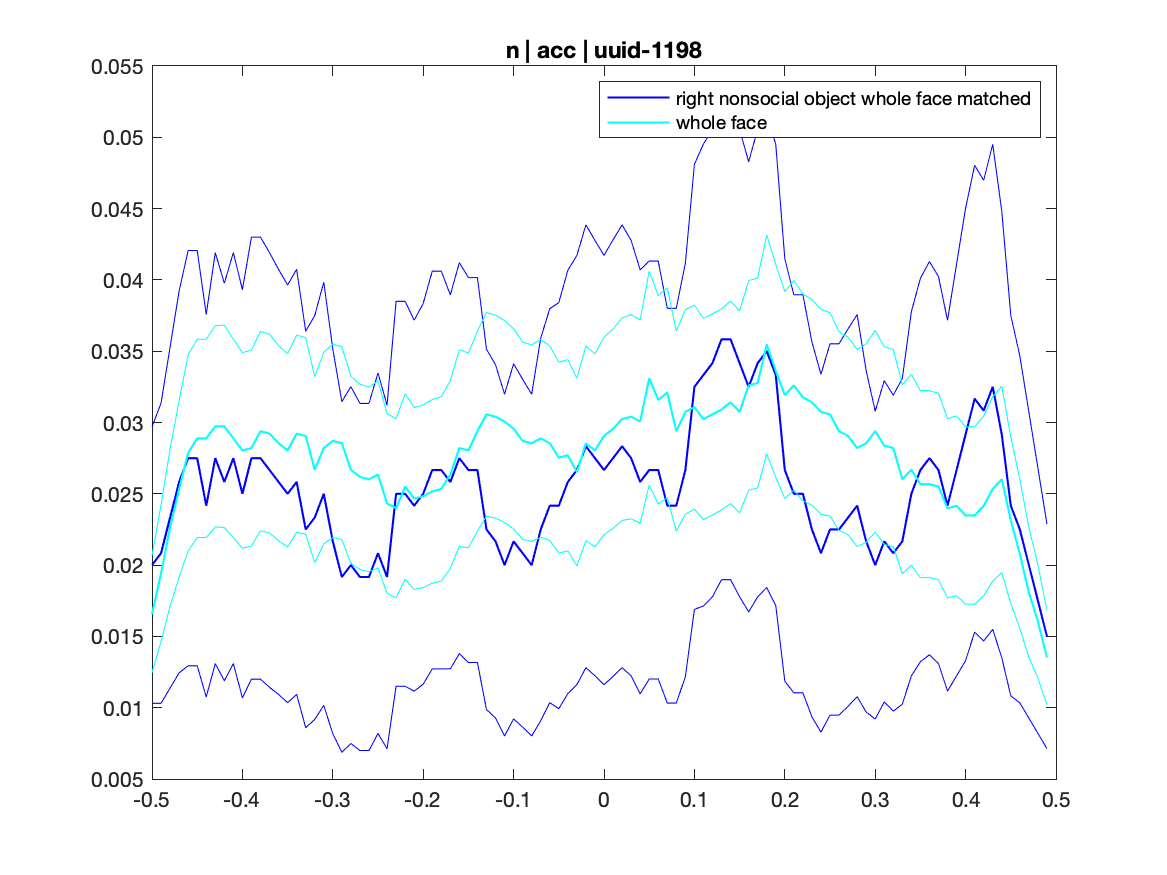 n | acc | uuid-1198
right nonsocial object whole face matched
whole face
0.055
0.05
0.045
0.04
0.035
0.03
0.025
0.02
0.015
0.01
0.005
-0.5 -0.4 -0.3 -0.2 -0.1 0 0.1 0.2 0.3 0.4 0.5